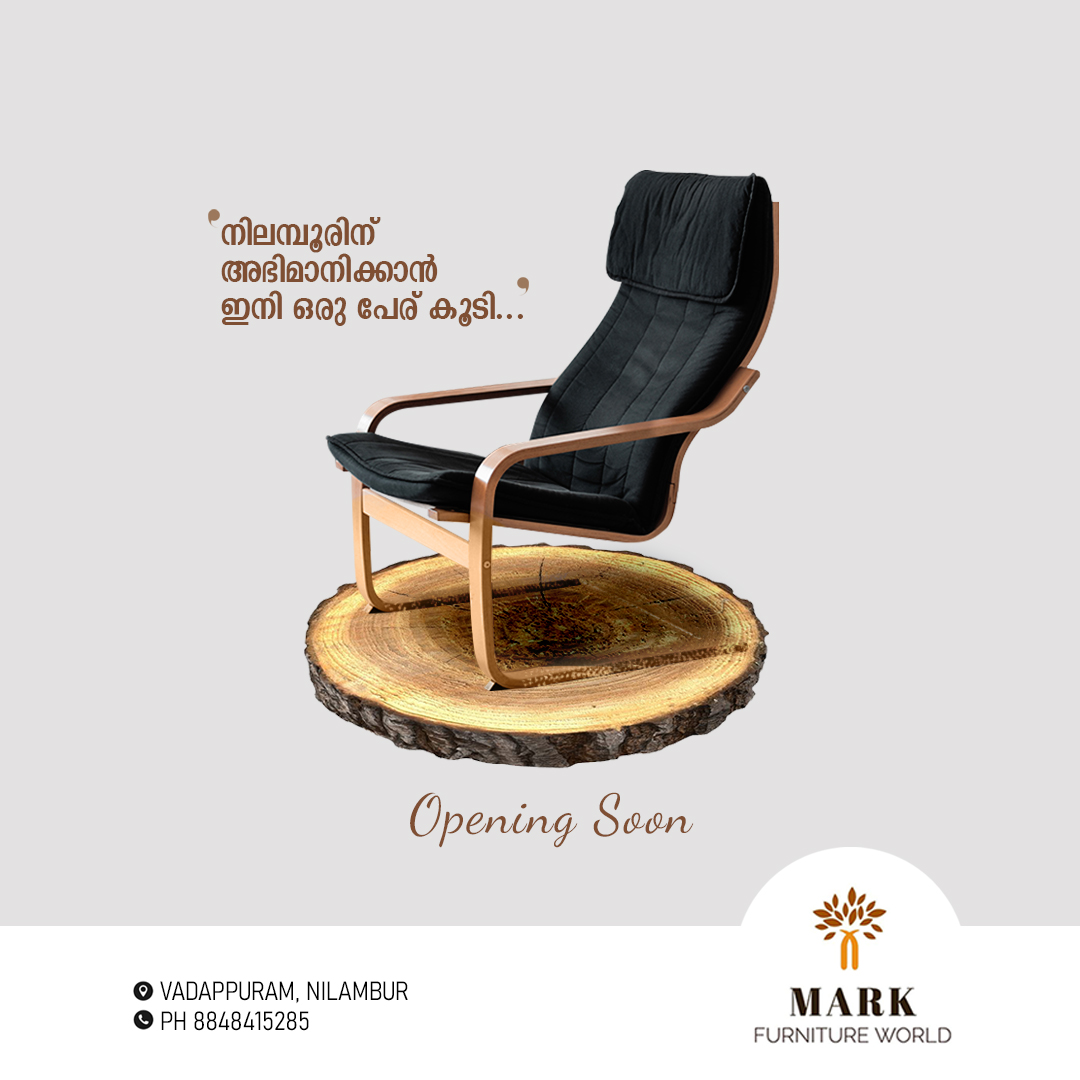 ‘നിലമ്പൂരിന്
അഭിമാനിക്കാൻ
ഇനി ഒരു പേര് കൂടി...’
Opening Soon
VADAPPURAM, NILAMBUR
PH 8848415285
MARK
FURNITURE WORLD